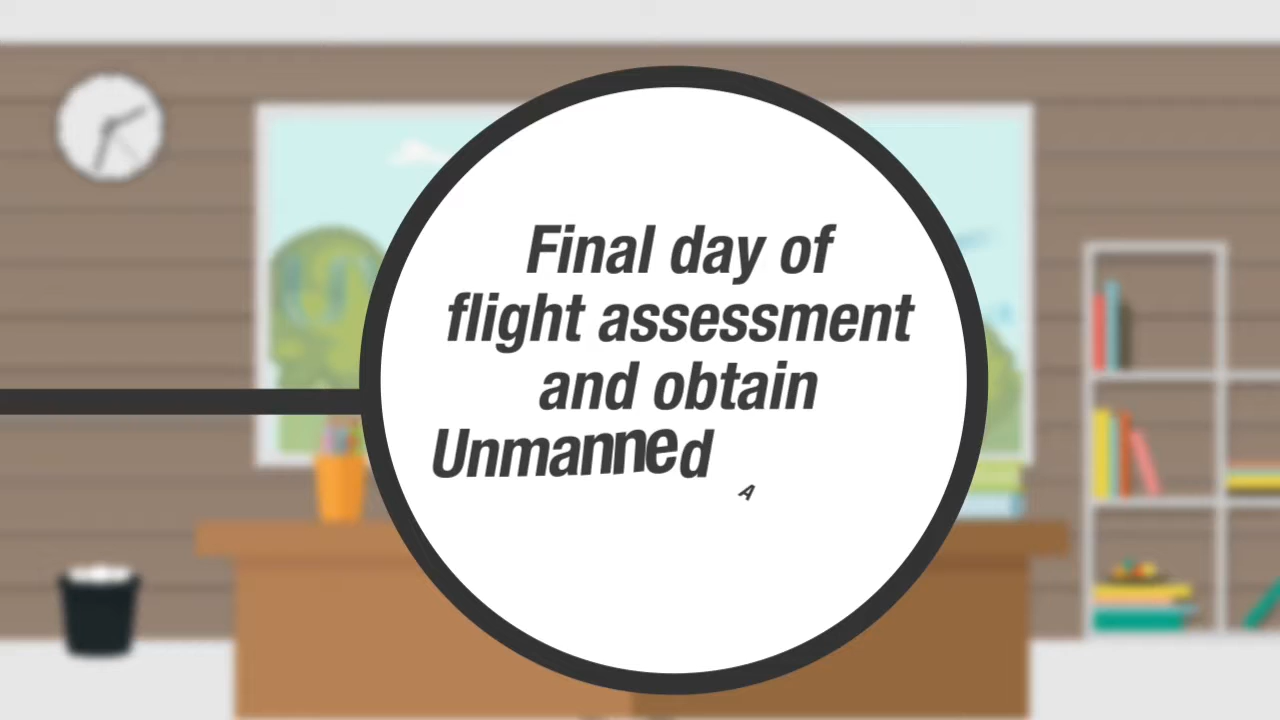 Final day of
flight assessment
and obtain
Unmanned A